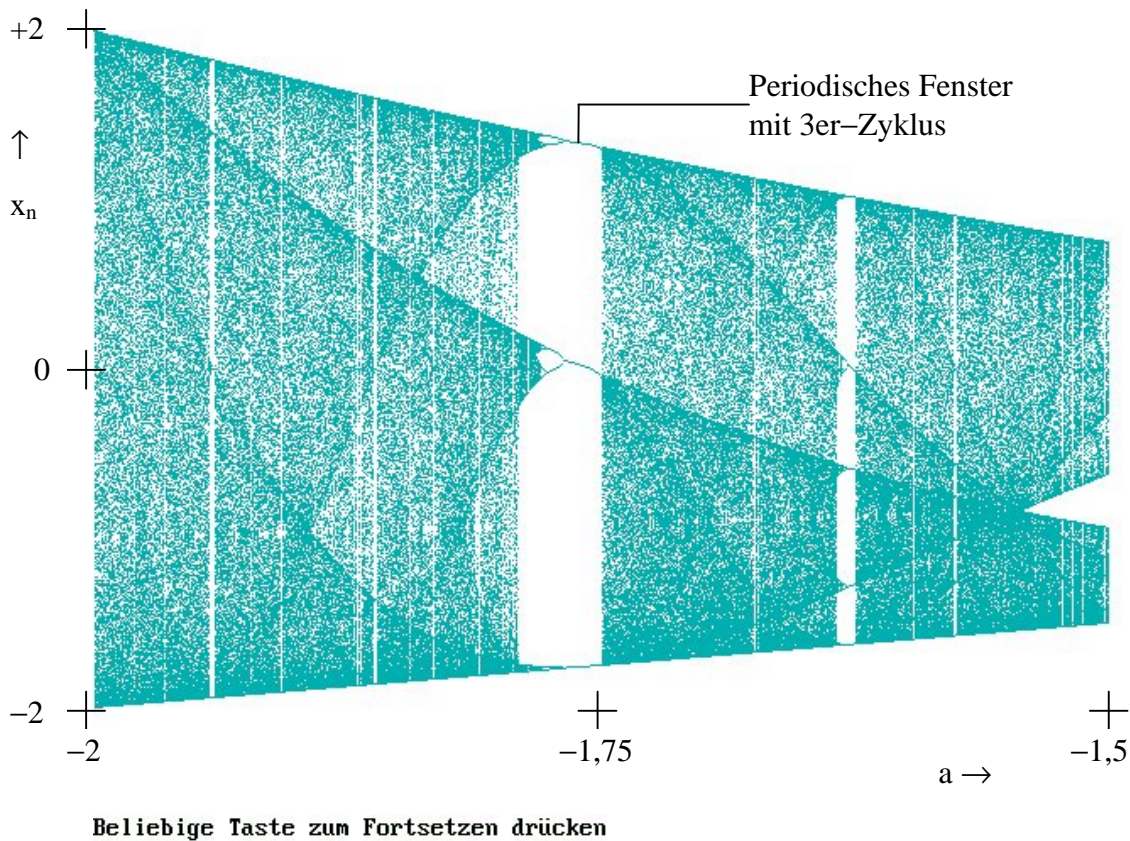 +2
Periodisches Fenster
mit 3er−Zyklus
↑
xn
0
−2
−2
−1,75
−1,5
a →
Beliebige Taste zum Fortsetzen drücken